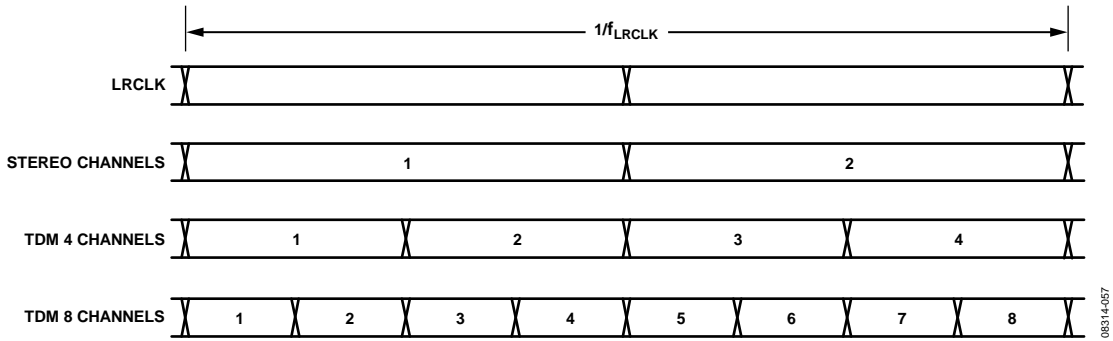 1/fLRCLK
LRCLK
STEREO CHANNELS 1 2
TDM 4 CHANNELS 1 2 3 4
TDM 8 CHANNELS 1 2 3 4 5 6 7 8
08314-057